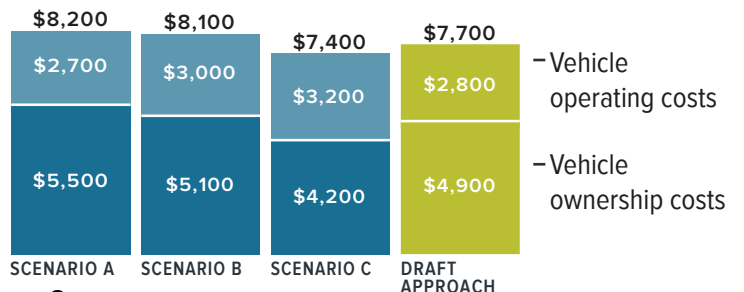 $8,200
$8,100
$7,400
$7,700
$2,700
$3,000
$3,200
$2,800
Vehicle
operating costs
$5,500
$5,100
$4,200
$4,900
Vehicle
ownership costs
SCENARIO A
SCENARIO B
SCENARIO C
DRAFT
APPROACH